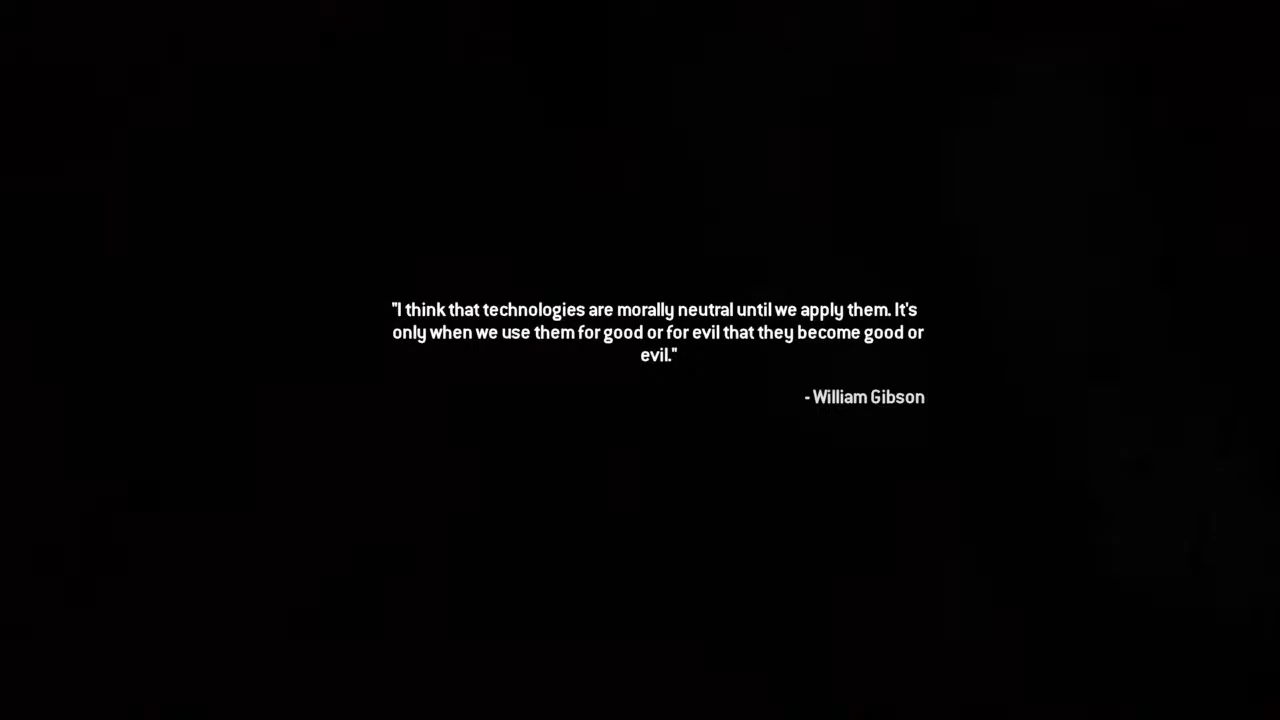 "I think that technologies are morally neutral until we apply them. It's
only when we use them for good or for evil that they become good or
evil."
- William Gibson